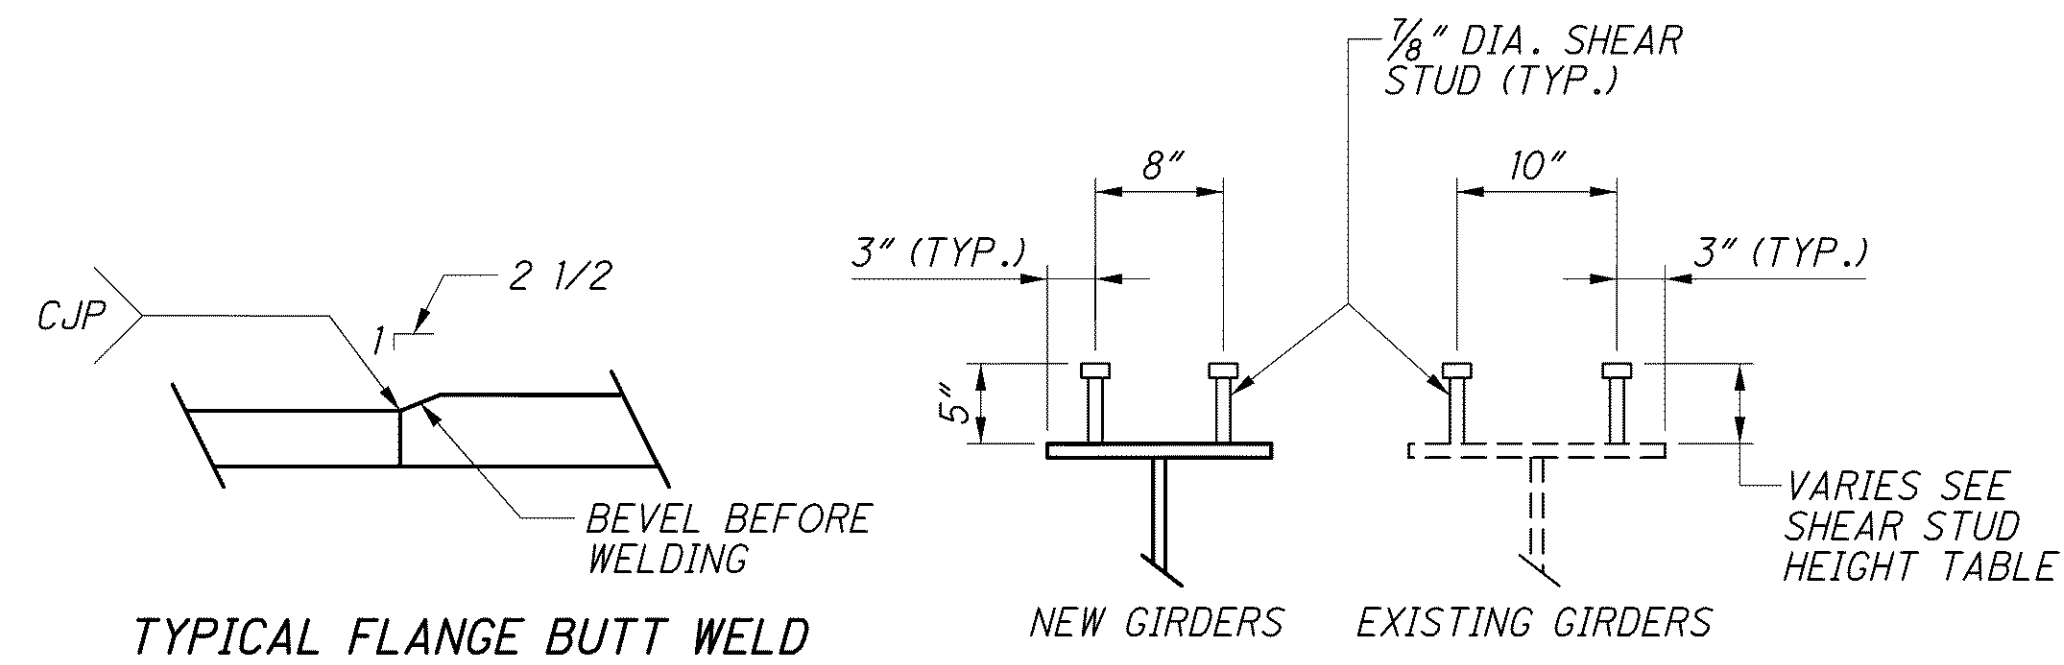 CJP
1
2 1/2
BEVEL BEFORE
WELDING
TYPICAL FLANGE BUTT WELD
7/8" DIA. SHEAR
STUD (TYP.)
8"
10"
3" (TYP.)
3" (TYP.)
5"
VARIES SEE
SHEAR STUD
HEIGHT TABLE
NEW GIRDERS
EXISTING GIRDERS